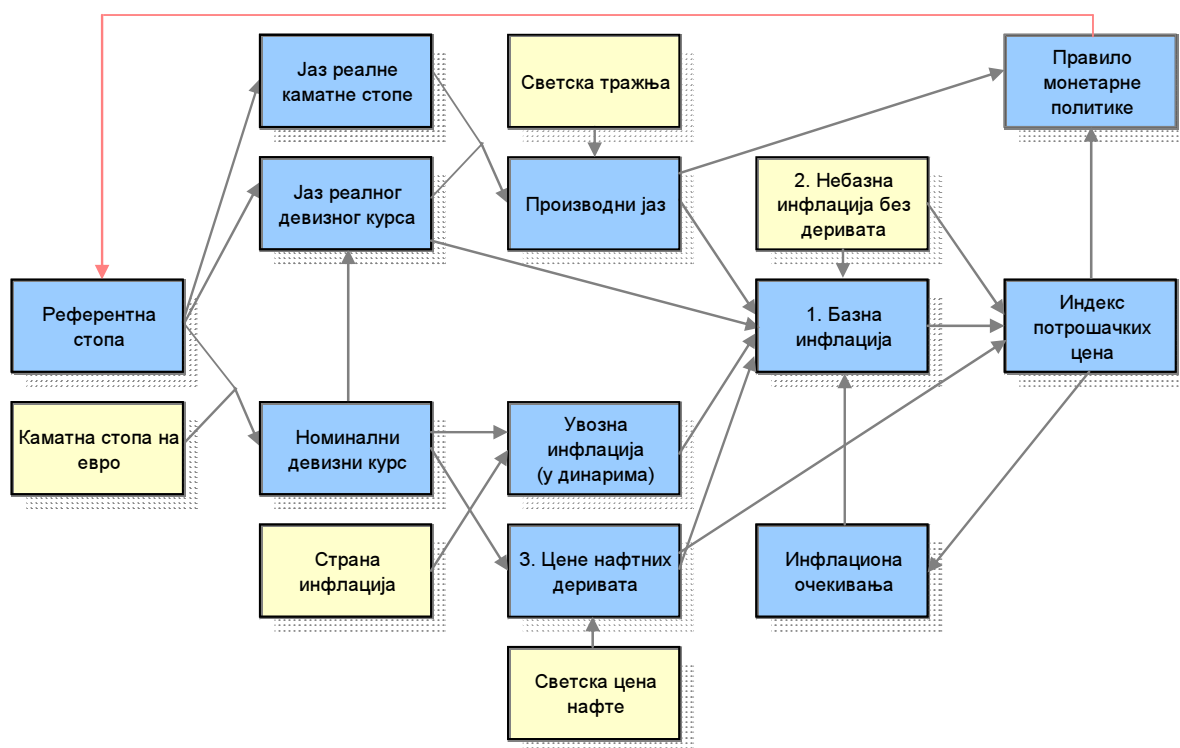 Јаз реалне
каматне стопе
Светска тражња
Правило
монетарне
политике
Јаз реалног
девизног курса
Производни јаз
2. Небазна
инфлација без
деривата
Референтна
стопа
1. Базна
инфлација
Индекс
потрошачких
цена
Каматна стопа на
евро
Номинални
девизни курс
Увозна
инфлација
(у динарима)
Страна
инфлација
3. Цене нафтних
деривата
Инфлациона
очекивања
Светска цена
нафте